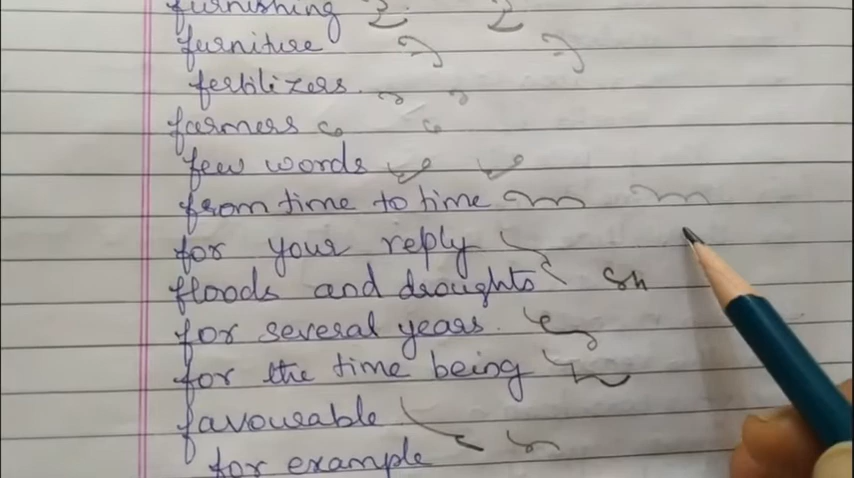 furnishing
furniture
fertilizers
farmers
few words
from time to time
for your reply
floods and droughts
for several years.
for the time being
favourable
for example